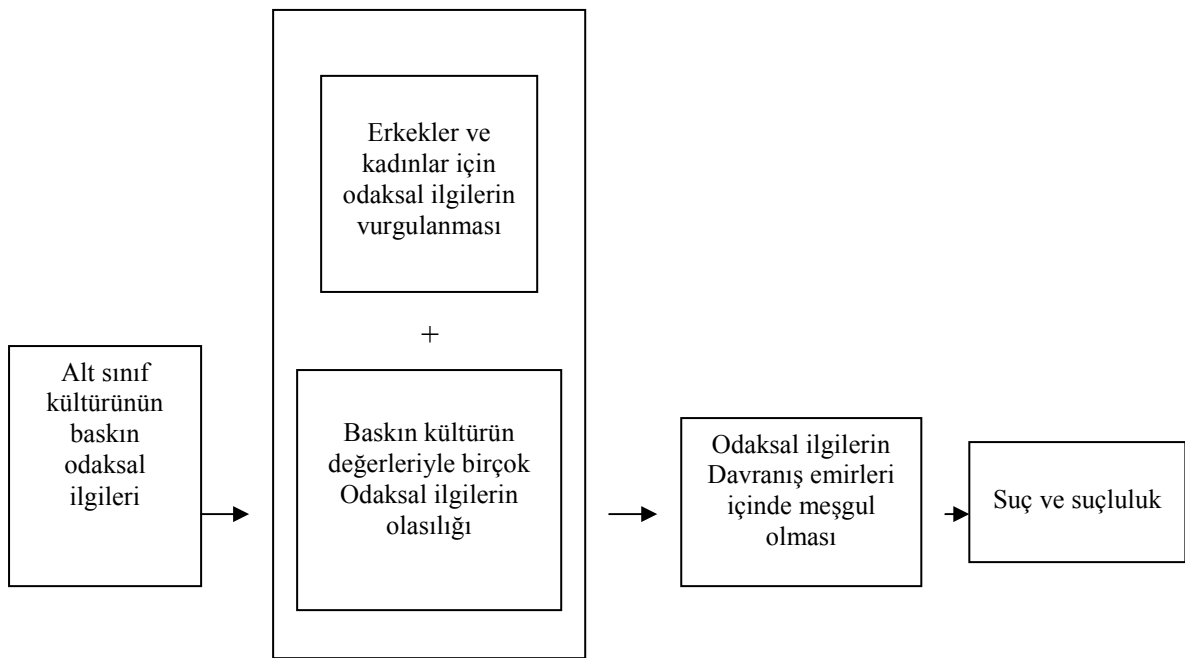 Alt sınıf
kültürünün
baskın
odaksal
ilgileri
Erkekler ve
kadınlar için
odaksal ilgilerin
vurgulanması
+
Baskın kültürün
değerleriyle birçok
Odaksal ilgilerin
olasılığı
Odaksal ilgilerin
Davranış emirleri
içinde meşgul
olması
Suç ve suçluluk